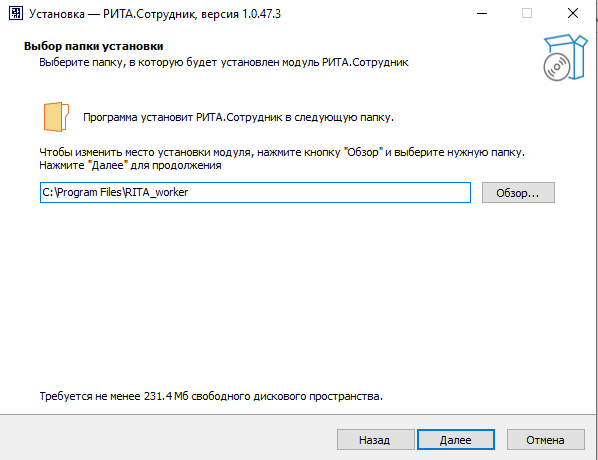 Установка — РИТА.Сотрудник, версия 1.0.47.3
Выбор папки установки
Выберите папку, в которую будет установлен модуль РИТА.Сотрудник
Программа установит РИТА.Сотрудник в следующую папку.
Чтобы изменить место установки модуля, нажмите кнопку "Обзор" и выберите нужную папку.
Нажмите "Далее" для продолжения
C:\Program Files\RITA_worker
Обзор...
Требуется не менее 231.4 Мб свободного дискового пространства.
Назад
Далее
Отмена